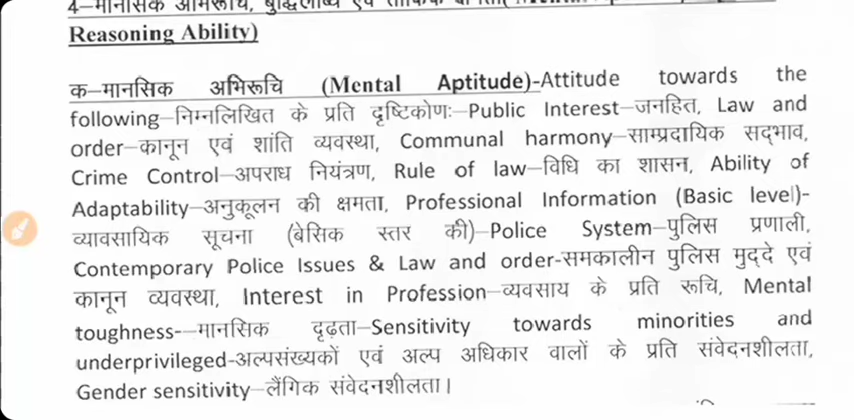 4–मानसिक अभिरूचि, बुद्धिलब्धि एवं तार्किक
Reasoning Ability)
क–मानसिक अभिरूचि (Mental Aptitude)-Attitude towards the
following–निम्नलिखित के प्रति दृष्टिकोणः–Public Interest–जनहित, Law and
order–कानून एवं शांति व्यवस्था, Communal harmony–साम्प्रदायिक सद्भाव,
Crime Control–अपराध नियंत्रण, Rule of law–विधि का शासन, Ability of
Adaptability–अनुकूलन की क्षमता, Professional Information (Basic level)-
व्यावसायिक सूचना (बेसिक स्तर की)–Police System–पुलिस प्रणाली,
Contemporary Police Issues & Law and order-समकालीन पुलिस मुद्दे एवं
कानून व्यवस्था, Interest in Profession–व्यवसाय के प्रति रूचि, Mental
toughness-–मानसिक दृढ़ता–Sensitivity towards minorities and
underprivileged-अल्पसंख्यकों एवं अल्प अधिकार वालों के प्रति संवेदनशीलता,
Gender sensitivity–लैंगिक संवेदनशीलता।